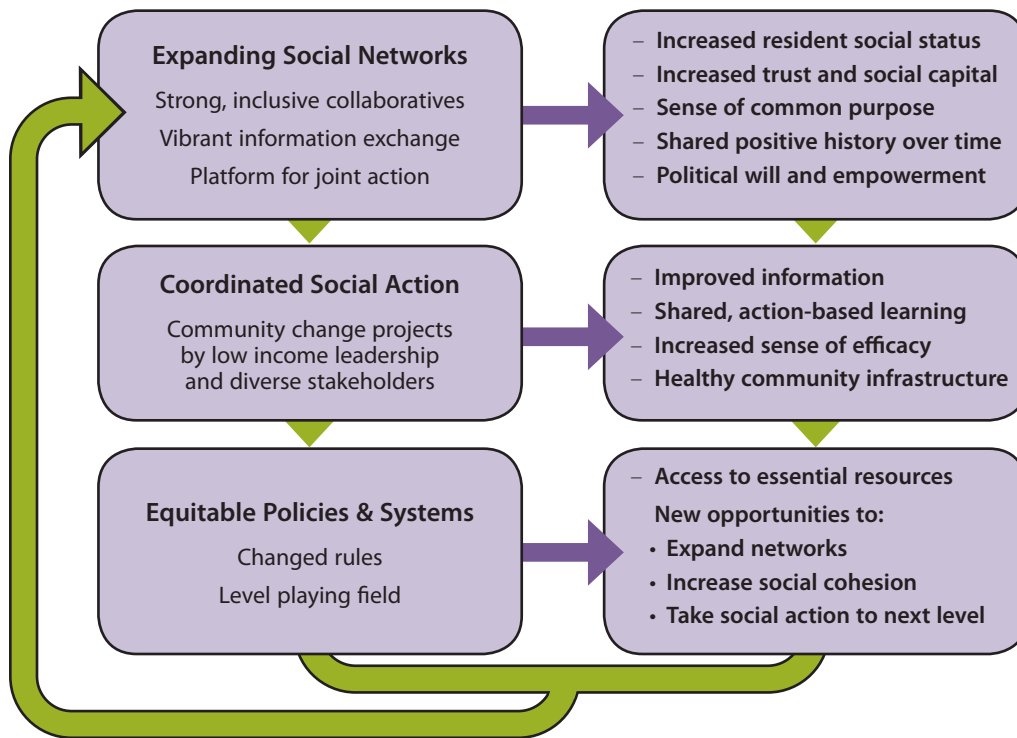 Expanding Social Networks
Strong, inclusive collaboratives
Vibrant information exchange
Platform for joint action
– Increased resident social status
– Increased trust and social capital
– Sense of common purpose
– Shared positive history over time
– Political will and empowerment
Coordinated Social Action
Community change projects
by low income leadership
and diverse stakeholders
– Improved information
– Shared, action-based learning
– Increased sense of efficacy
– Healthy community infrastructure
Equitable Policies & Systems
Changed rules
Level playing field
– Access to essential resources
New opportunities to:
• Expand networks
• Increase social cohesion
• Take social action to next level